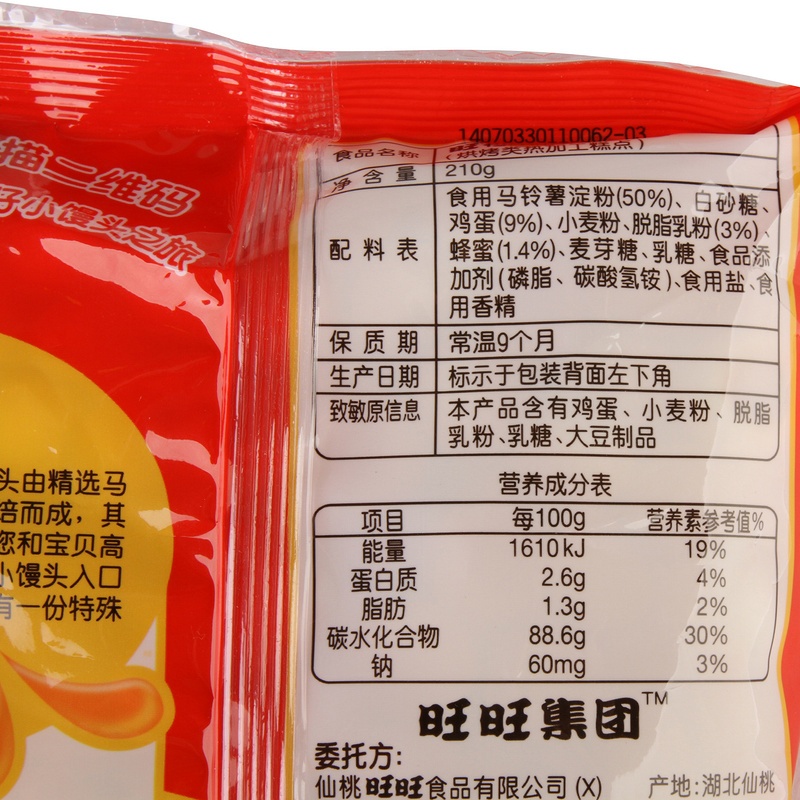 描二维码
好小馒头之旅
头由精选马
焙而成，其
您和宝贝高
小馒头入口
有一份特殊
14070330110062-03
食品名称
(烘烤类热加工糕点)
净含量 210g
配料表
食用马铃薯淀粉(50%)、白砂糖、
鸡蛋(9%)、小麦粉、脱脂乳粉(3%)、
蜂蜜(1.4%)、麦芽糖、乳糖、食品添
加剂(磷脂、碳酸氢铵)、食用盐、食
用香精
保质期 常温9个月
生产日期 标示于包装背面左下角
致敏原信息 本产品含有鸡蛋、小麦粉、脱脂
乳粉、乳糖、大豆制品
营养成分表
项目 每100g 营养素参考值%
能量 1610kJ 19%
蛋白质 2.6g 4%
脂肪 1.3g 2%
碳水化合物 88.6g 30%
钠 60mg 3%
旺旺集团™
委托方:
仙桃旺旺食品有限公司(X) 产地:湖北仙桃